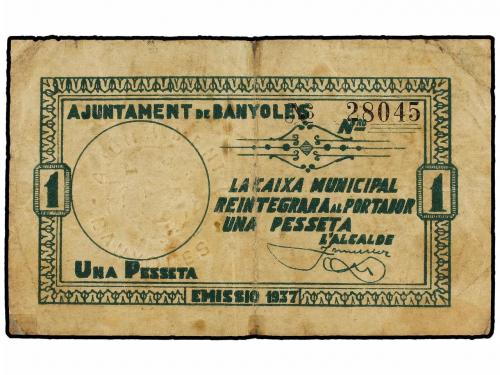 AJUNTAMENT DE BANYOLES
Nº 28045
1
1
LA CAIXA MUNICIPAL
REINTEGRARÀ AL PORTADOR
UNA PESSETA
L'ALCALDE
UNA PESSETA
EMISSIÓ 1937